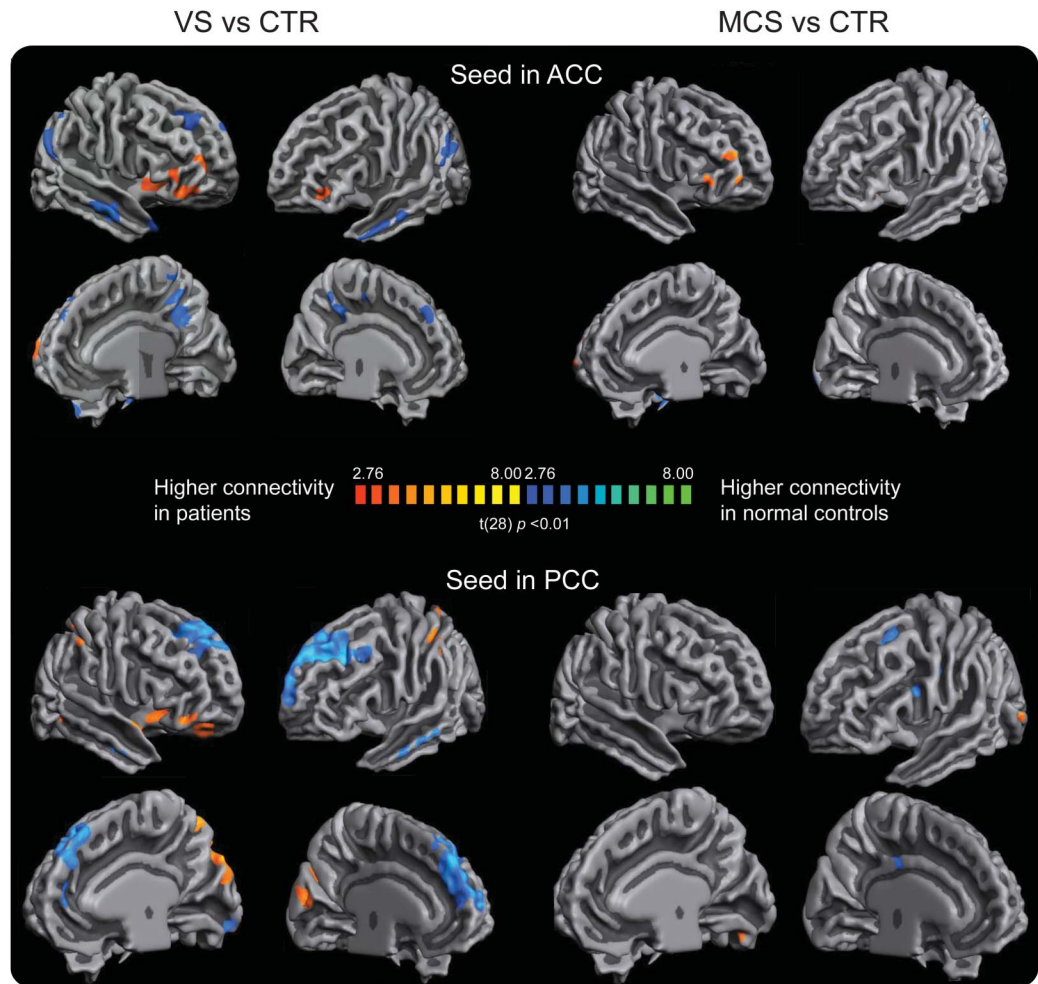 VS vs CTR
MCS vs CTR
Seed in ACC
2.76
8.00
2.76
8.00
Higher connectivity
in patients
Higher connectivity
in normal controls
t(28) p <0.01
Seed in PCC